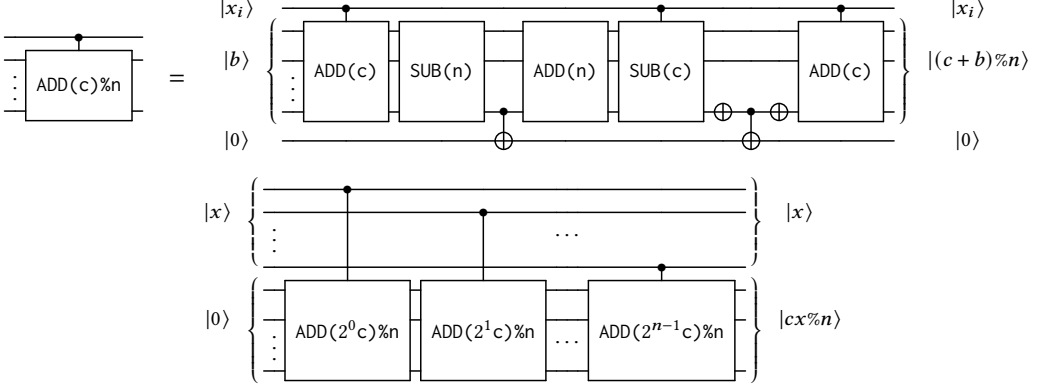 |x_i⟩ |x_i⟩
|b⟩ ADD(c) SUB(n) ADD(n) SUB(c) ADD(c) |(c + b)%n⟩
ADD(c)%n =
|0⟩ |0⟩
|x⟩ ... |x⟩
|0⟩ ADD(2^0c)%n ADD(2^1c)%n ... ADD(2^{n−1}c)%n |cx%n⟩